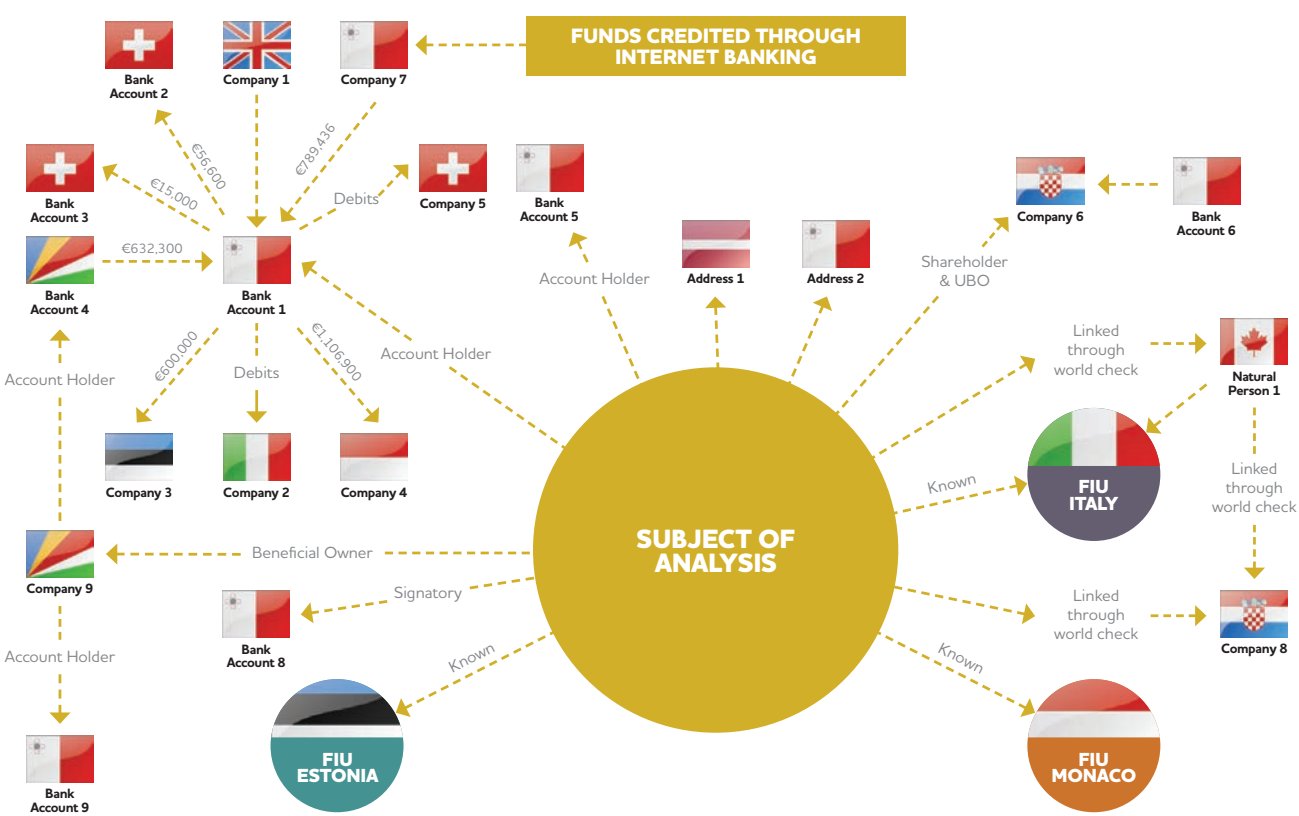 FUNDS CREDITED THROUGH
INTERNET BANKING
Bank
Account 2
Company 1
Company 7
€56,600
€789,436
€15,000
Bank
Account 3
Debits
Company 5
Bank
Account 5
Company 6
Bank
Account 6
€632,300
Bank
Account 4
Bank
Account 1
Account Holder
Address 1
Address 2
Shareholder
& UBO
€600,000
Debits
€1,106,900
Account Holder
Account Holder
Linked
through
world check
Natural
Person 1
Company 3
Company 2
Company 4
Known
FIU
ITALY
Linked
through
world check
SUBJECT OF
ANALYSIS
Beneficial Owner
Company 9
Signatory
Linked
through
world check
Company 8
Bank
Account 8
Account Holder
Known
Known
FIU
ESTONIA
FIU
MONACO
Bank
Account 9